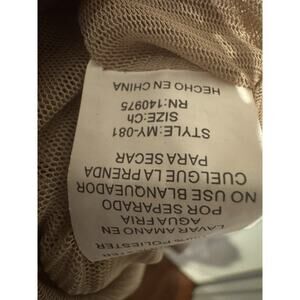 POLIESTER
LAVAR AMANO EN
AGUA FRIA
POR SEPARADO
NO USE BLANQUEADOR
CUELGUE LA PRENDA
PARA SECAR
STYLE: MY-081
SIZE:Ch
RN:140975
HECHO EN CHINA